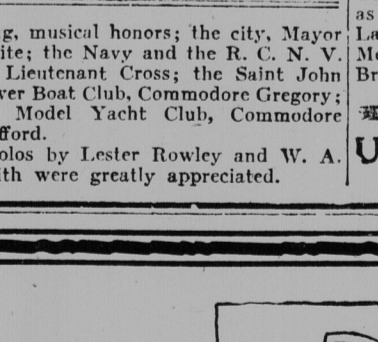 g, musical honors; the city, Mayor
ite; the Navy and the R. C. N. V.
Lieutenant Cross; the Saint John
ver Boat Club, Commodore Gregory;
Model Yacht Club, Commodore
fford.
olos by Lester Rowley and W. A.
ith were greatly appreciated.
as
La
Mo
Br
U